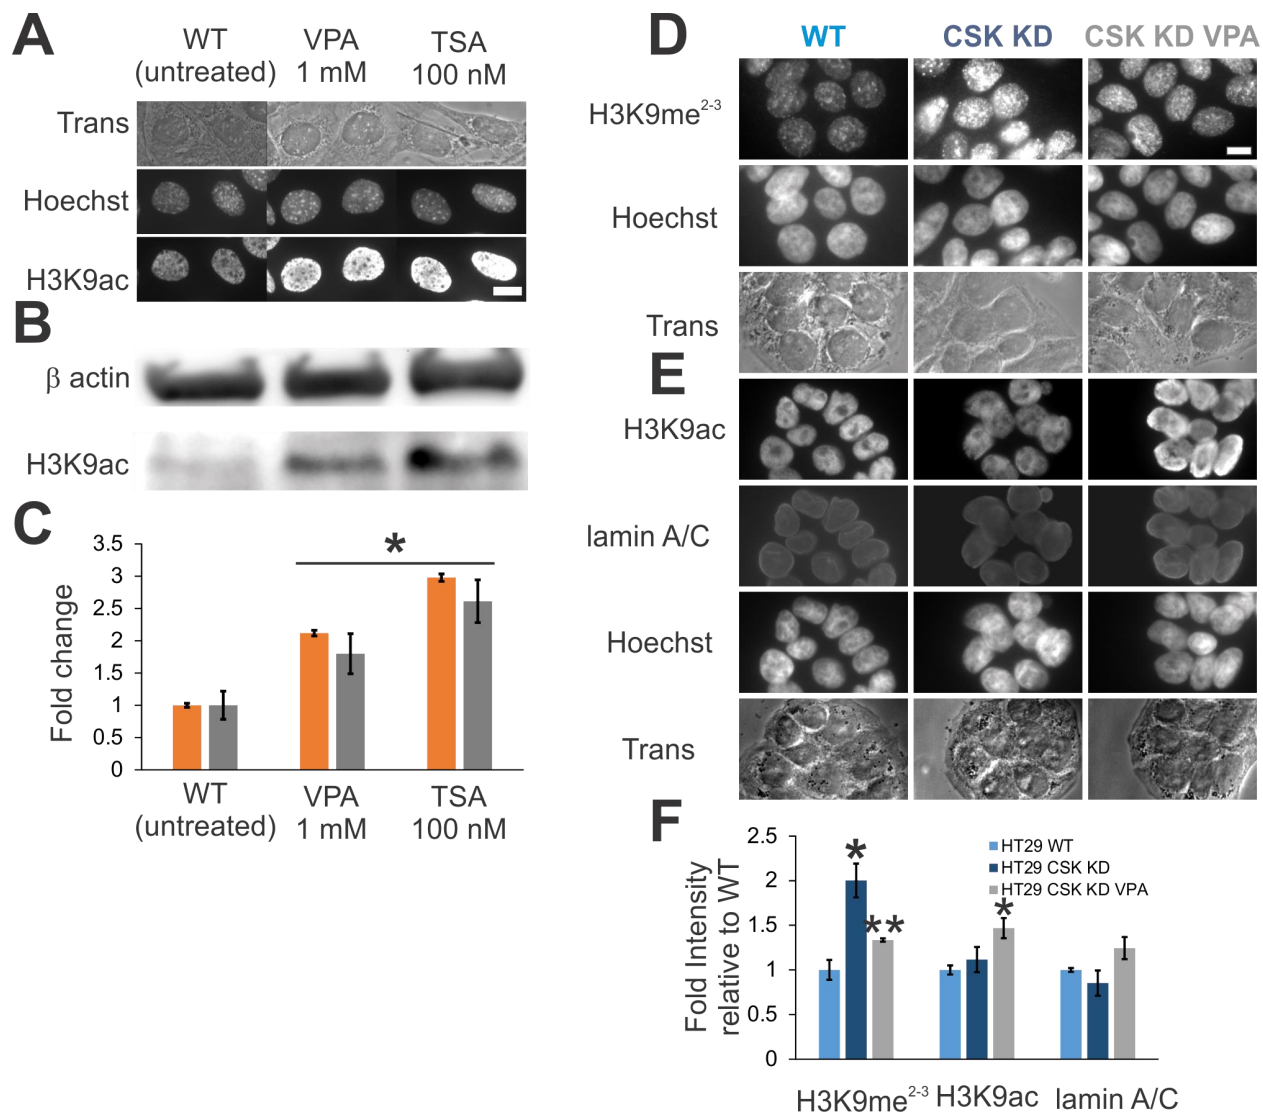 A
WT
(untreated)
VPA
1 mM
TSA
100 nM
Trans
Hoechst
H3K9ac
B
β actin
H3K9ac
C
*
3.5
3
2.5
2
1.5
1
0.5
0
Fold change
WT
(untreated)
VPA
1 mM
TSA
100 nM
D
WT
CSK KD
CSK KD VPA
H3K9me²⁻³
Hoechst
Trans
E
H3K9ac
lamin A/C
Hoechst
Trans
F
2.5
2
1.5
1
0.5
0
Fold Intensity
relative to WT
HT29 WT
HT29 CSK KD
HT29 CSK KD VPA
*
**
*
H3K9me²⁻³
H3K9ac
lamin A/C